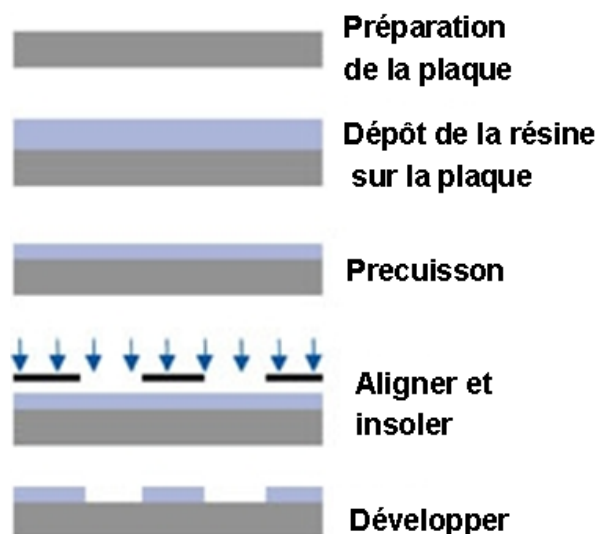 Préparation
de la plaque
Dépôt de la résine
sur la plaque
Precuisson
Aligner et
insoler
Développer